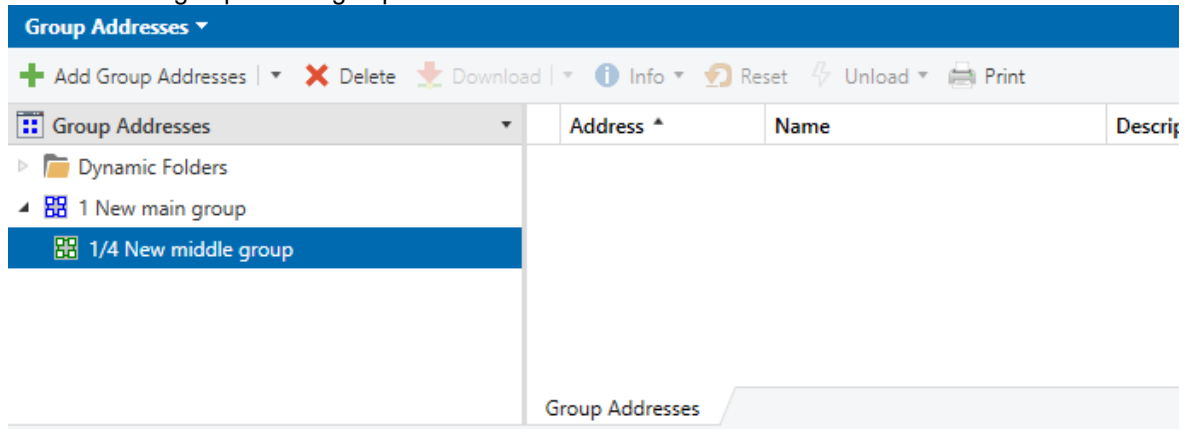 Group Addresses
Add Group Addresses Delete Download Info Reset Unload Print
Group Addresses Address Name Descrip
Dynamic Folders
1 New main group
1/4 New middle group
Group Addresses